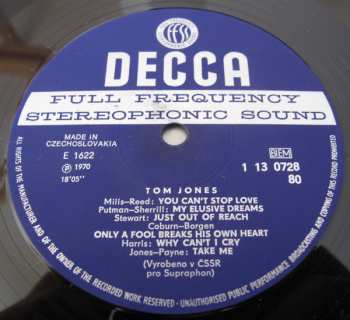 ffss
DECCA
FULL FREQUENCY
STEREOPHONIC SOUND
MADE IN
CZECHOSLOVAKIA
E 1622
Ⓟ 1970
18'05"
BIEM
1 13 0728
80
TOM JONES
Mills-Reed: YOU CAN'T STOP LOVE
Putman-Sherrill: MY ELUSIVE DREAMS
Stewart: JUST OUT OF REACH
Coburn-Bargen
ONLY A FOOL BREAKS HIS OWN HEART
Harris: WHY CAN'T I CRY
Jones-Payne: TAKE ME
(Vyrobeno v ČSSR
pro Supraphon)
ALL RIGHTS OF THE MANUFACTURER AND OF THE OWNER OF THE RECORDED WORK RESERVED - UNAUTHORISED PUBLIC PERFORMANCE BROADCASTING AND COPYING OF THIS RECORD PROHIBITED